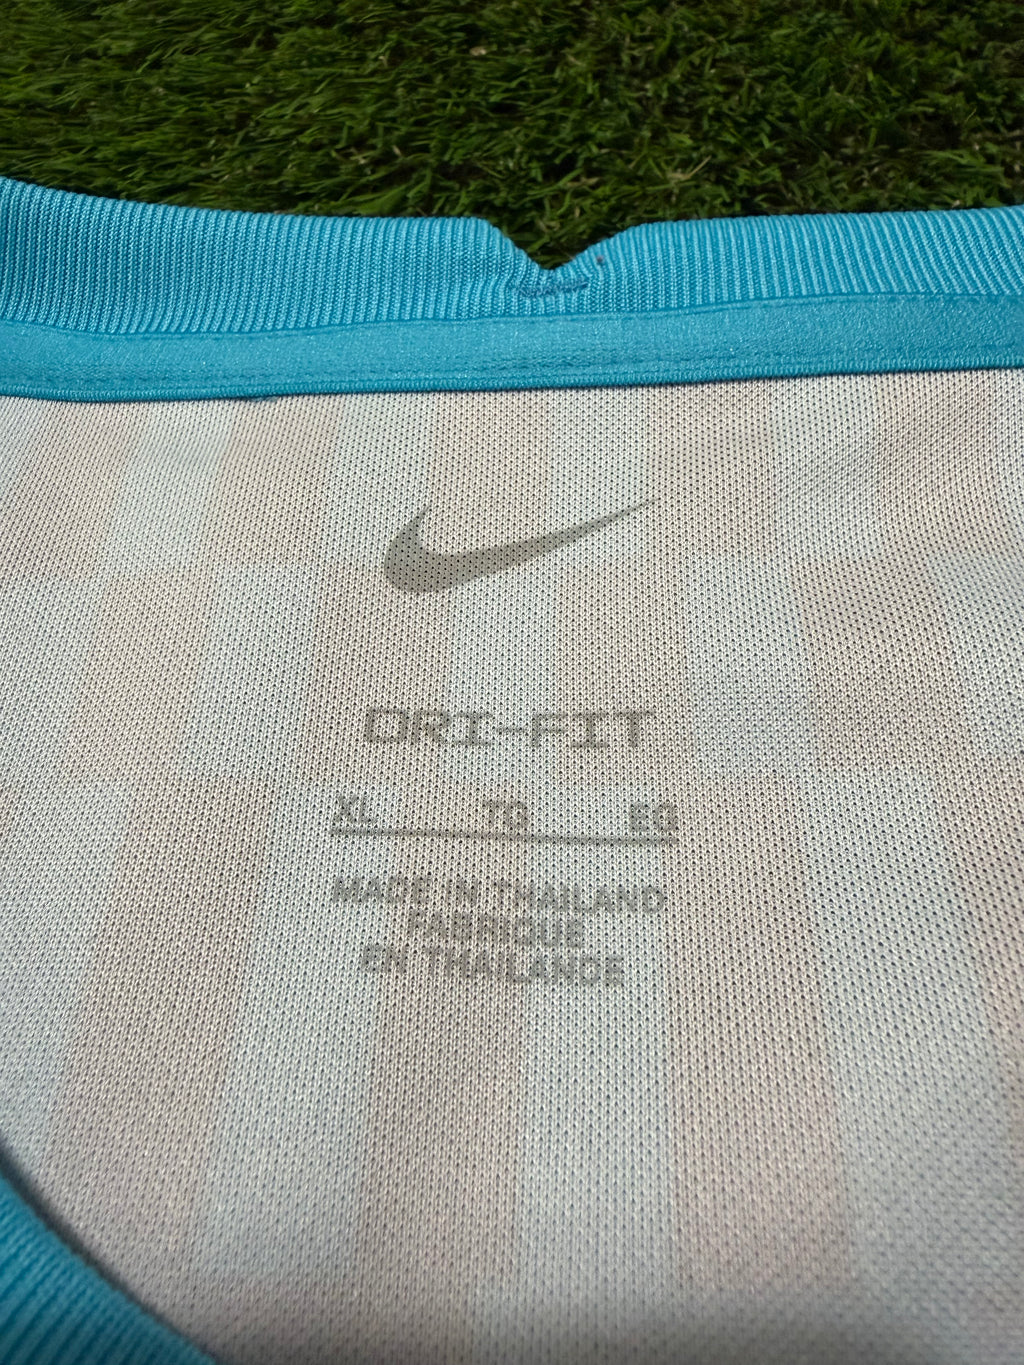 DRI-FIT
XL TG EG
MADE IN THAILAND
FABRIQUE
EN THAILANDE